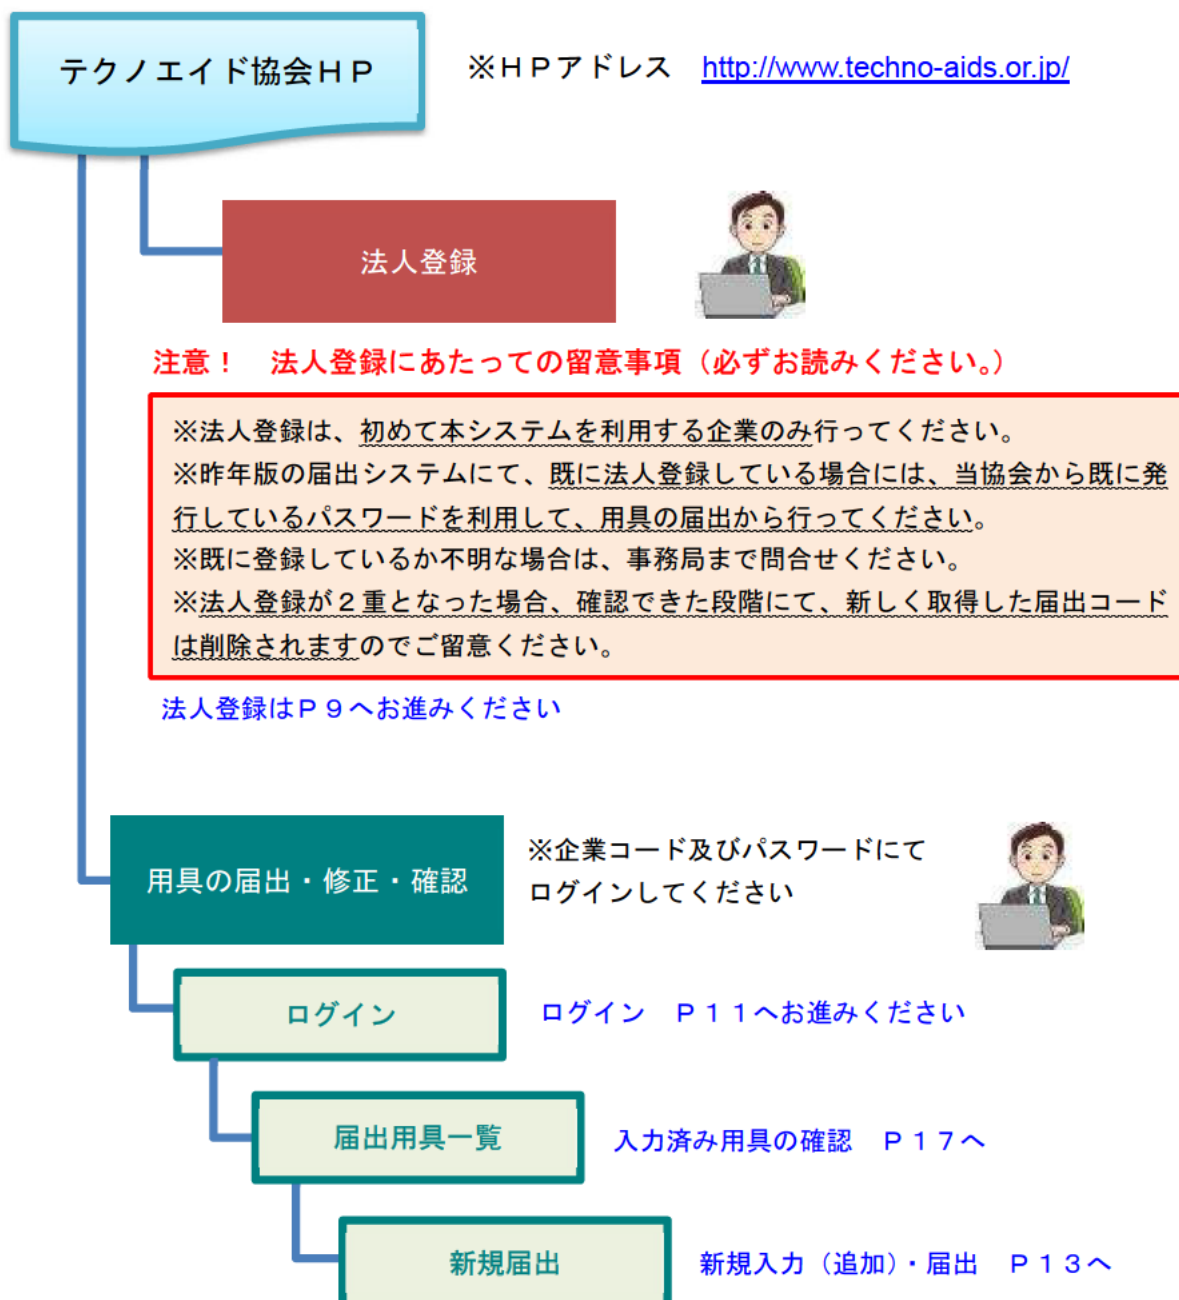 テクノエイド協会ＨＰ
※ＨＰアドレス　http://www.techno-aids.or.jp/
法人登録
注意！　法人登録にあたっての留意事項（必ずお読みください。）
※法人登録は、初めて本システムを利用する企業のみ行ってください。
※昨年版の届出システムにて、既に法人登録している場合には、当協会から既に発
行しているパスワードを利用して、用具の届出から行ってください。
※既に登録しているか不明な場合は、事務局まで問合せください。
※法人登録が２重となった場合、確認できた段階にて、新しく取得した届出コード
は削除されますのでご留意ください。
法人登録はＰ９へお進みください
用具の届出・修正・確認
※企業コード及びパスワードにて
ログインしてください
ログイン
ログイン　Ｐ１１へお進みください
届出用具一覧
入力済み用具の確認　Ｐ１７へ
新規届出
新規入力（追加）・届出　Ｐ１３へ